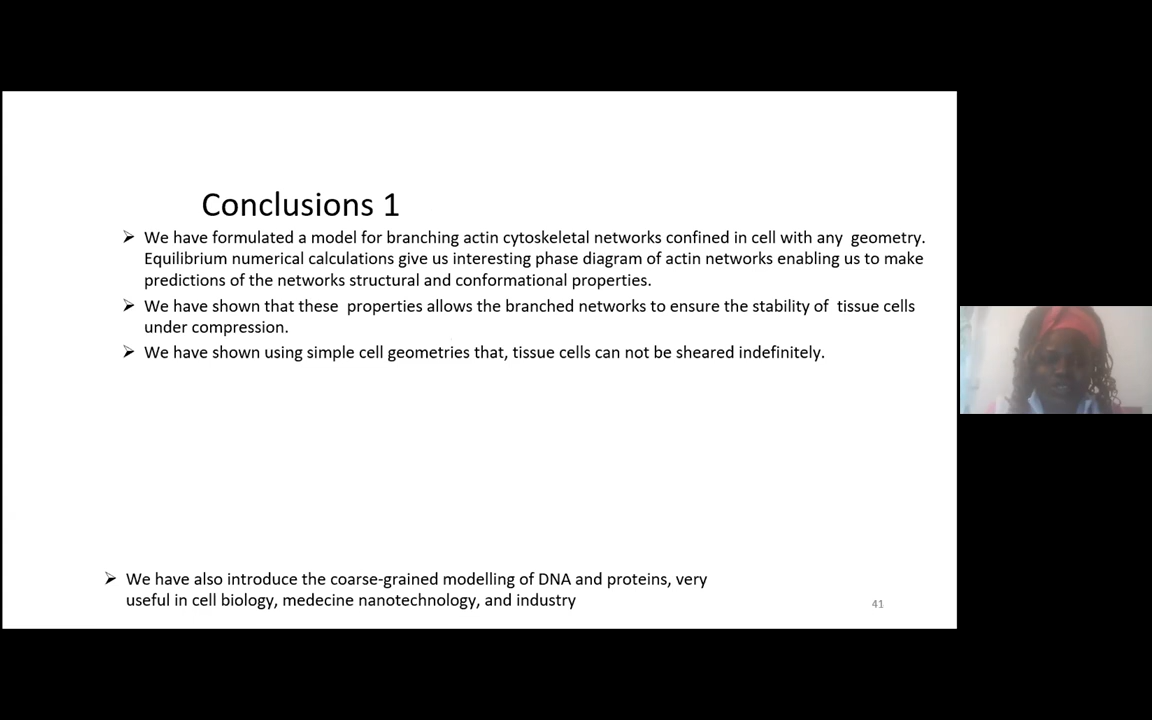 Conclusions 1
➢ We have formulated a model for branching actin cytoskeletal networks confined in cell with any  geometry.
Equilibrium numerical calculations give us interesting phase diagram of actin networks enabling us to make
predictions of the networks structural and conformational properties.
➢ We have shown that these  properties allows the branched networks to ensure the stability of  tissue cells
under compression.
➢ We have shown using simple cell geometries that, tissue cells can not be sheared indefinitely.
➢ We have also introduce the coarse-grained modelling of DNA and proteins, very
useful in cell biology, medecine nanotechnology, and industry
41